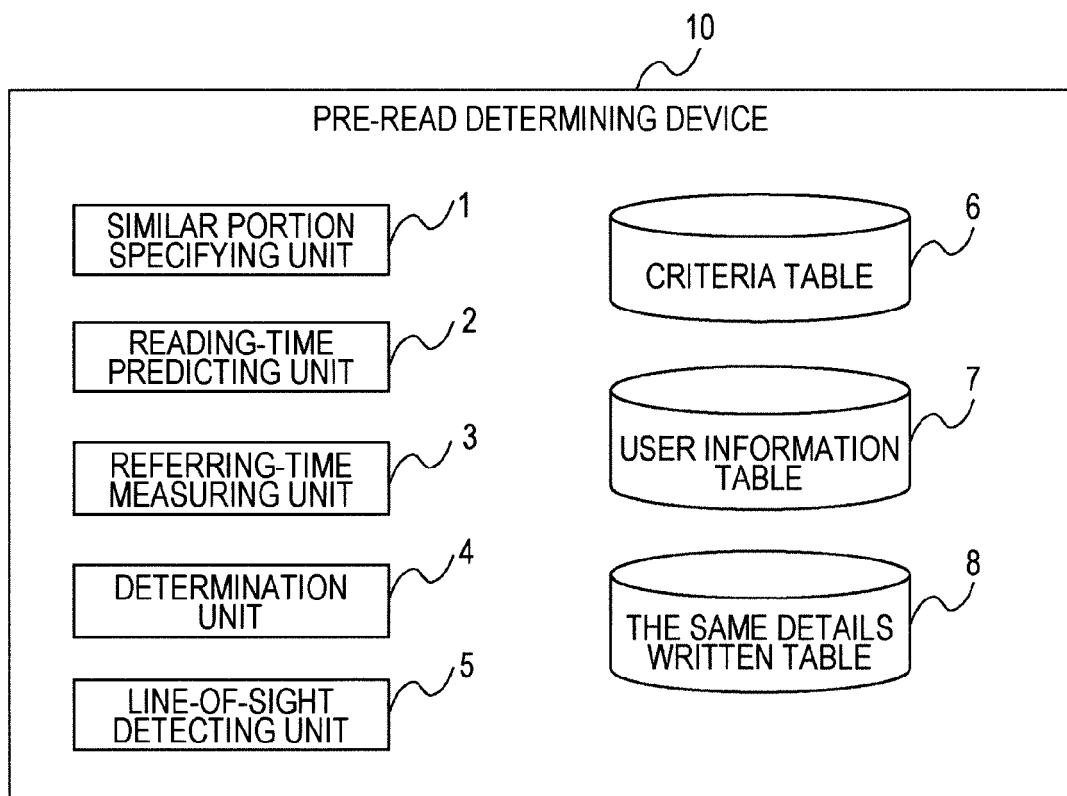 10
PRE-READ DETERMINING DEVICE
1
SIMILAR PORTION
SPECIFYING UNIT
2
READING-TIME
PREDICTING UNIT
3
REFERRING-TIME
MEASURING UNIT
4
DETERMINATION
UNIT
5
LINE-OF-SIGHT
DETECTING UNIT
6
CRITERIA TABLE
7
USER INFORMATION
TABLE
8
THE SAME DETAILS
WRITTEN TABLE